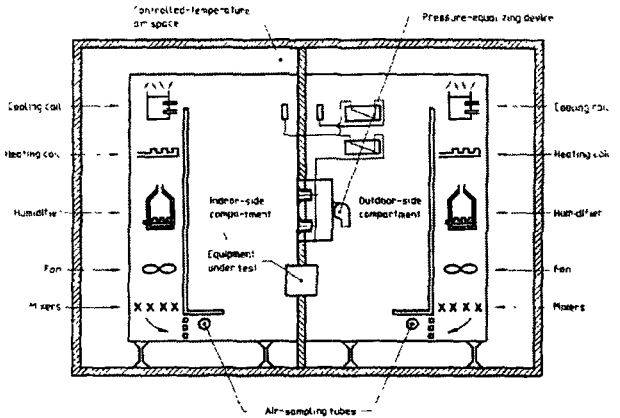 Controlled-temperature
air space
Pressure-equalizing device
Cooling coil
Cooling coil
Heating coil
Heating coil
Indoor-side
compartment
Outdoor-side
compartment
Humidifier
Humidifier
Equipment
under test
Fan
Fan
Mixers
Mixers
Air-sampling tubes